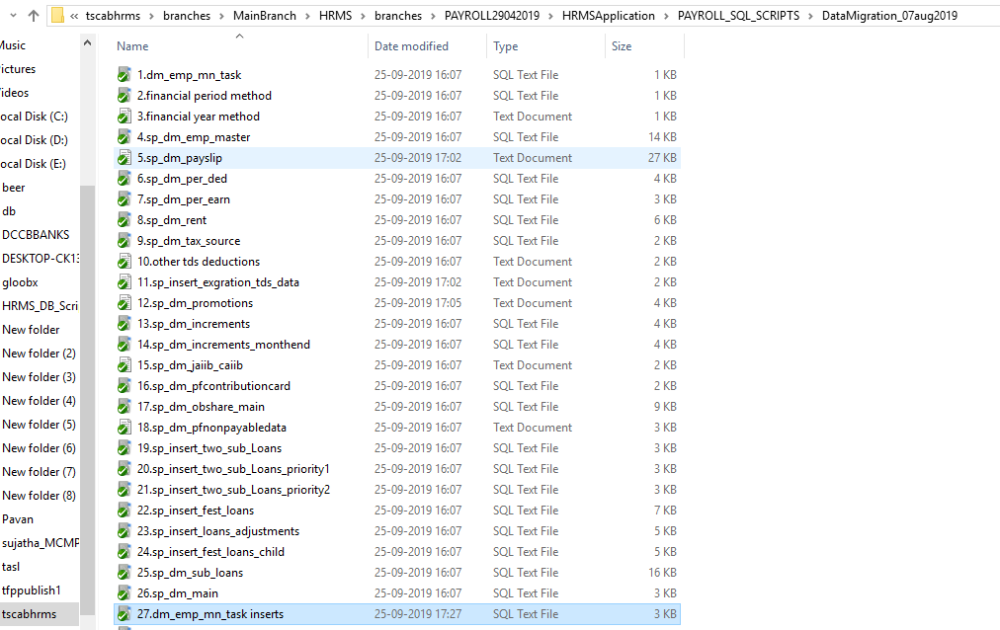 « tscabhrms > branches > MainBranch > HRMS > branches > PAYROLL29042019 > HRMSApplication > PAYROLL_SQL_SCRIPTS > DataMigration_07aug2019
Music
ictures
ideos
ocal Disk (C:)
ocal Disk (D:)
ocal Disk (E:)
beer
db
DCCBBANKS
DESKTOP-CK13
gloobx
HRMS_DB_Scri
New folder
New folder (2)
New folder (3)
New folder (4)
New folder (5)
New folder (6)
New folder (7)
New folder (8)
Pavan
sujatha_MCMP
tasl
tfppublish1
tscabhrms
Name Date modified Type Size
1.dm_emp_mn_task 25-09-2019 16:07 SQL Text File 1 KB
2.financial period method 25-09-2019 16:07 SQL Text File 1 KB
3.financial year method 25-09-2019 16:07 Text Document 1 KB
4.sp_dm_emp_master 25-09-2019 16:07 SQL Text File 14 KB
5.sp_dm_payslip 25-09-2019 17:02 Text Document 27 KB
6.sp_dm_per_ded 25-09-2019 16:07 SQL Text File 4 KB
7.sp_dm_per_earn 25-09-2019 16:07 SQL Text File 3 KB
8.sp_dm_rent 25-09-2019 16:07 SQL Text File 6 KB
9.sp_dm_tax_source 25-09-2019 16:07 SQL Text File 2 KB
10.other tds deductions 25-09-2019 16:07 Text Document 2 KB
11.sp_insert_exgration_tds_data 25-09-2019 17:02 Text Document 2 KB
12.sp_dm_promotions 25-09-2019 17:05 Text Document 4 KB
13.sp_dm_increments 25-09-2019 16:07 SQL Text File 4 KB
14.sp_dm_increments_monthend 25-09-2019 16:07 SQL Text File 4 KB
15.sp_dm_jaiib_caiib 25-09-2019 16:07 Text Document 2 KB
16.sp_dm_pfcontributioncard 25-09-2019 16:07 SQL Text File 2 KB
17.sp_dm_obshare_main 25-09-2019 16:07 SQL Text File 9 KB
18.sp_dm_pfnonpayabledata 25-09-2019 16:07 Text Document 3 KB
19.sp_insert_two_sub_Loans 25-09-2019 16:07 SQL Text File 3 KB
20.sp_insert_two_sub_Loans_priority1 25-09-2019 16:07 SQL Text File 3 KB
21.sp_insert_two_sub_Loans_priority2 25-09-2019 16:07 SQL Text File 3 KB
22.sp_insert_fest_loans 25-09-2019 16:07 SQL Text File 7 KB
23.sp_insert_loans_adjustments 25-09-2019 16:07 SQL Text File 5 KB
24.sp_insert_fest_loans_child 25-09-2019 16:07 SQL Text File 5 KB
25.sp_dm_sub_loans 25-09-2019 16:07 SQL Text File 16 KB
26.sp_dm_main 25-09-2019 16:07 SQL Text File 3 KB
27.dm_emp_mn_task inserts 25-09-2019 17:27 SQL Text File 3 KB